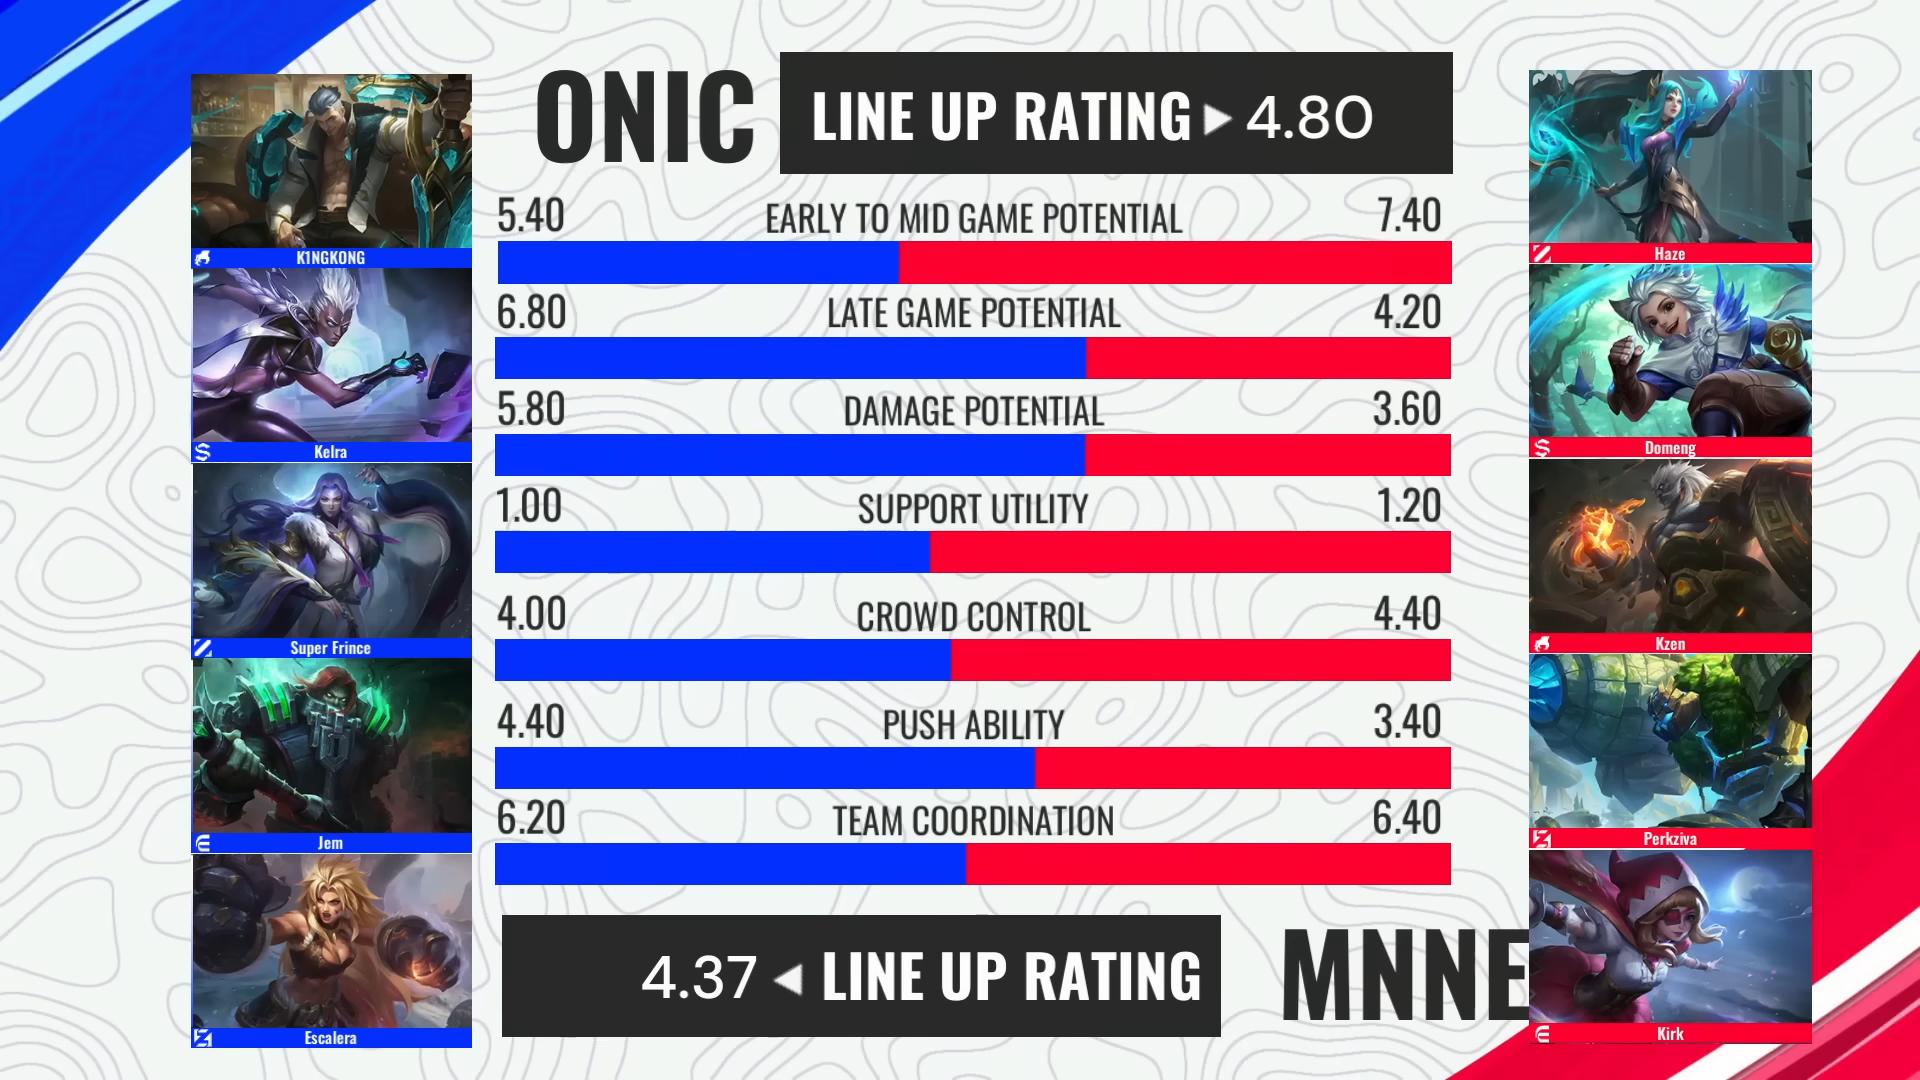 ONIC
LINE UP RATING ▶ 4.80
5.40 EARLY TO MID GAME POTENTIAL 7.40
6.80 LATE GAME POTENTIAL 4.20
5.80 DAMAGE POTENTIAL 3.60
1.00 SUPPORT UTILITY 1.20
4.00 CROWD CONTROL 4.40
4.40 PUSH ABILITY 3.40
6.20 TEAM COORDINATION 6.40
4.37 ◀ LINE UP RATING
MNNE
K1NGKONG
Kelra
Super Frince
Jem
Escalera
Haze
Domeng
Kzen
Perkziva
Kirk